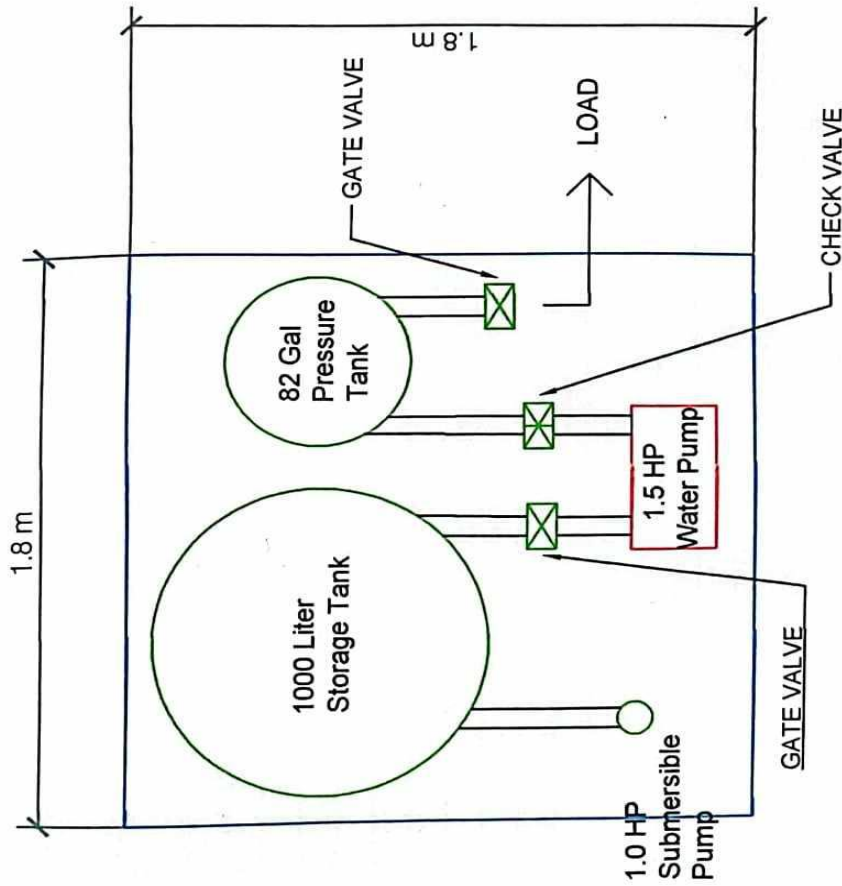 1.8 m
1.8 m
1000 Liter
Storage Tank
82 Gal
Pressure
Tank
GATE VALVE
LOAD
CHECK VALVE
1.5 HP
Water Pump
GATE VALVE
1.0 HP
Submersible
Pump